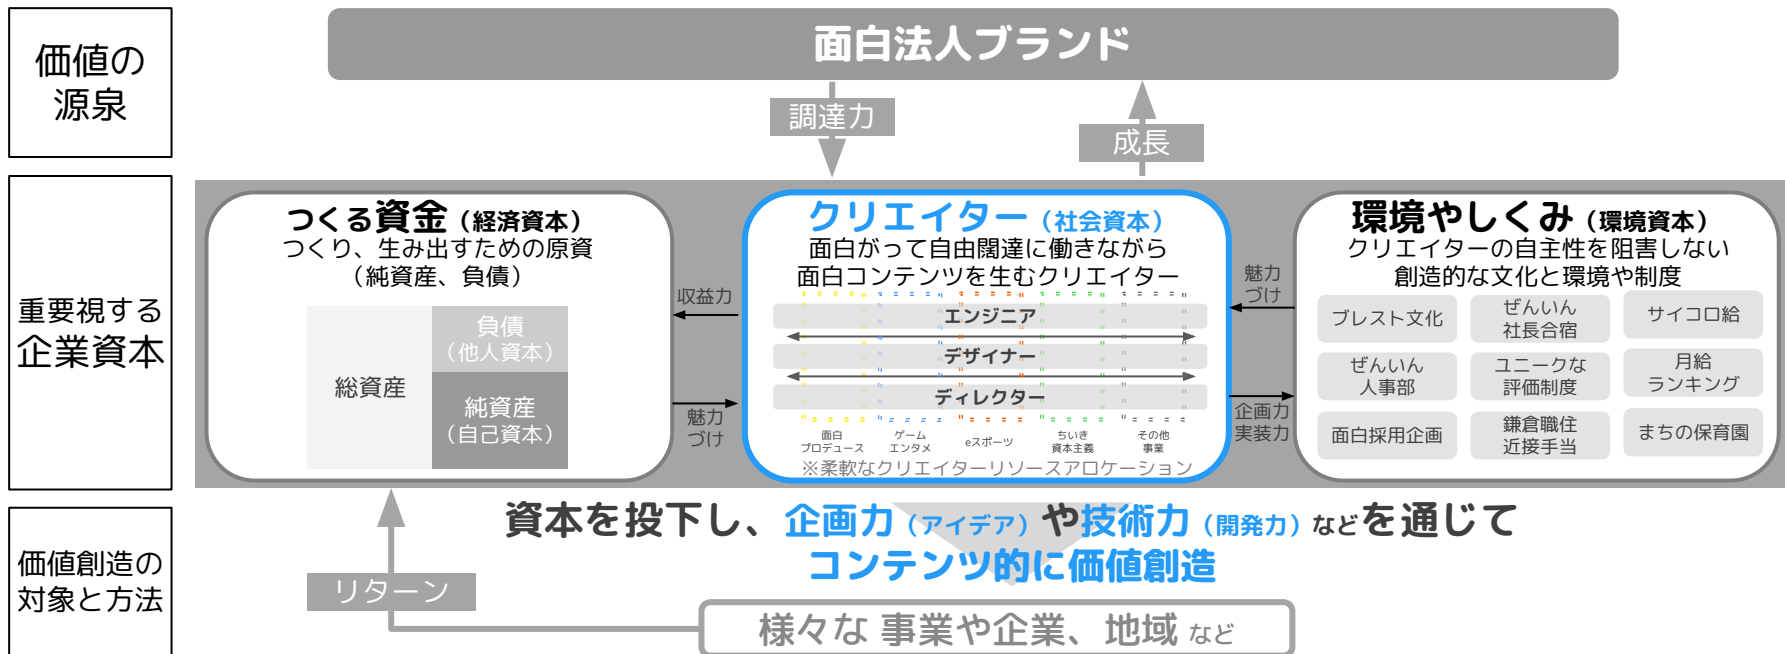 価値の
源泉
面白法人ブランド
調達力
成長
重要視する
企業資本
つくる資金（経済資本）
つくり、生み出すための原資
（純資産、負債）
総資産
負債
（他人資本）
純資産
（自己資本）
収益力
魅力
づけ
クリエイター（社会資本）
面白がって自由闊達に働きながら
面白コンテンツを生むクリエイター
エンジニア
デザイナー
ディレクター
面白
プロデュース
ゲーム
エンタメ
eスポーツ
ちいき
資本主義
その他
事業
※柔軟なクリエイターリソースアロケーション
魅力
づけ
企画力
実装力
環境やしくみ（環境資本）
クリエイターの自主性を阻害しない
創造的な文化と環境や制度
ブレスト文化
ぜんいん
社長合宿
サイコロ給
ぜんいん
人事部
ユニークな
評価制度
月給
ランキング
面白採用企画
鎌倉職住
近接手当
まちの保育園
価値創造の
対象と方法
資本を投下し、企画力（アイデア）や技術力（開発力）などを通じて
コンテンツ的に価値創造
リターン
様々な 事業や企業、地域 など